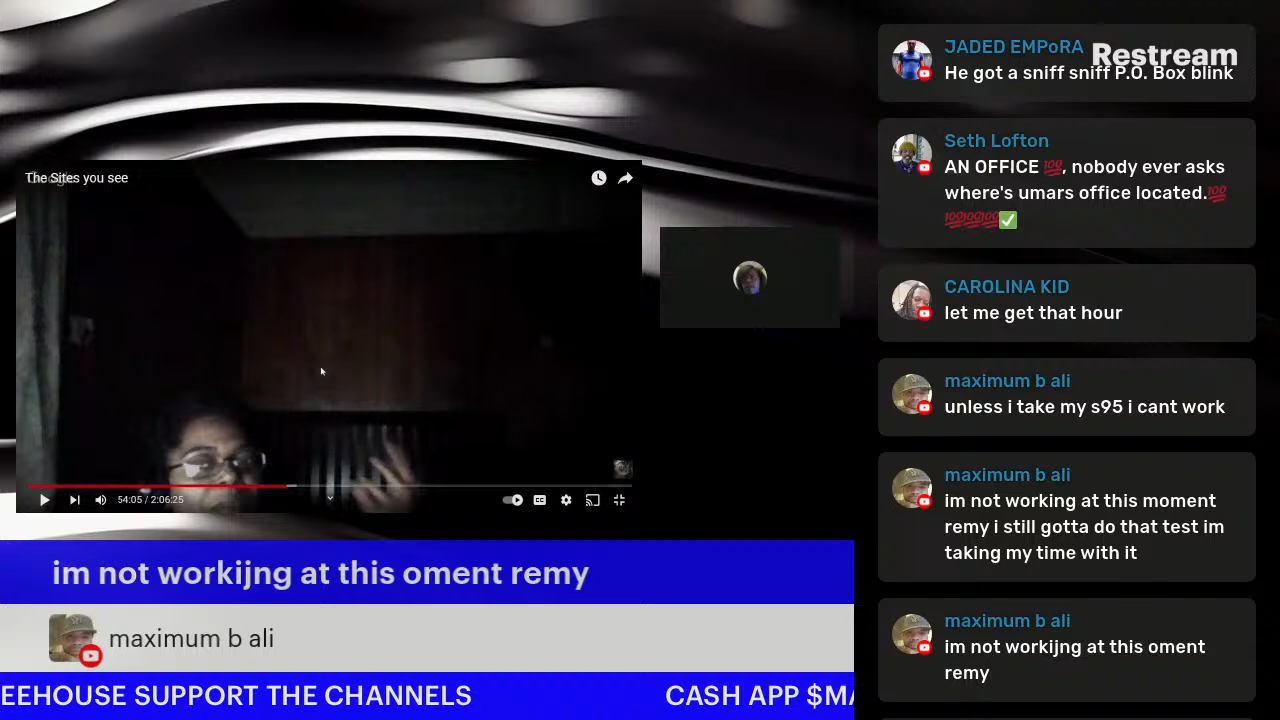 The Sites you see
54:05 / 2:06:25
CC
im not workijng at this oment remy
maximum b ali
EEHOUSE SUPPORT THE CHANNELS
CASH APP $MA
Restream
JADED EMPoRA
He got a sniff sniff P.O. Box blink
Seth Lofton
AN OFFICE 💯, nobody ever asks
where's umars office located.💯
💯💯💯✅
CAROLINA KID
let me get that hour
maximum b ali
unless i take my s95 i cant work
maximum b ali
im not working at this moment
remy i still gotta do that test im
taking my time with it
maximum b ali
im not workijng at this oment
remy